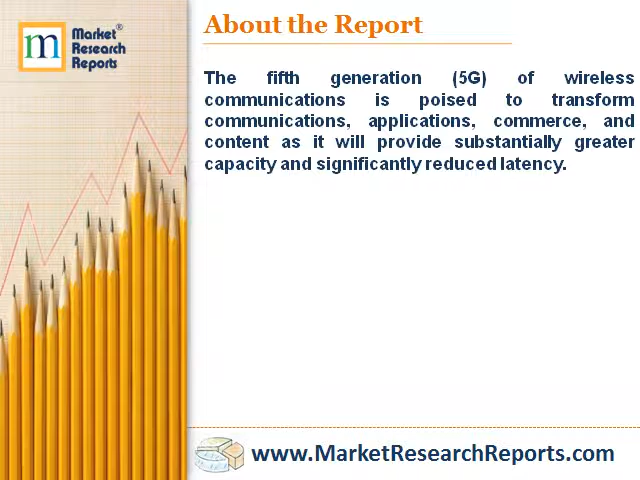 m
Market®
Research
Reports
About the Report
The fifth generation (5G) of wireless
communications is poised to transform
communications, applications, commerce, and
content as it will provide substantially greater
capacity and significantly reduced latency.
www.MarketResearchReports.com